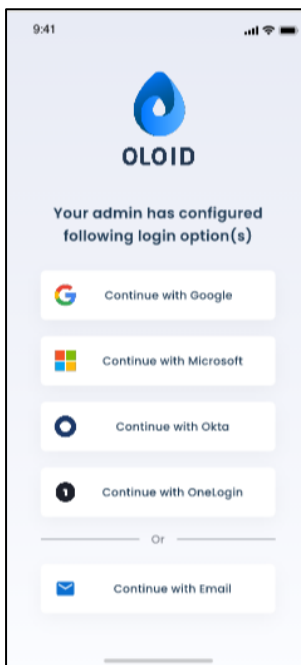 9:41
OLOID
Your admin has configured
following login option(s)
Continue with Google
Continue with Microsoft
Continue with Okta
Continue with OneLogin
Or
Continue with Email